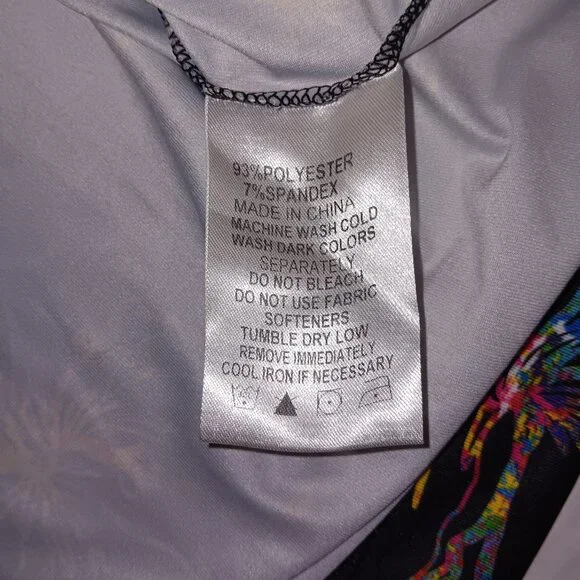 93%POLYESTER
7%SPANDEX
MADE IN CHINA
MACHINE WASH COLD
WASH DARK COLORS
SEPARATELY
DO NOT BLEACH
DO NOT USE FABRIC
SOFTENERS
TUMBLE DRY LOW
REMOVE IMMEDIATELY
COOL IRON IF NECESSARY